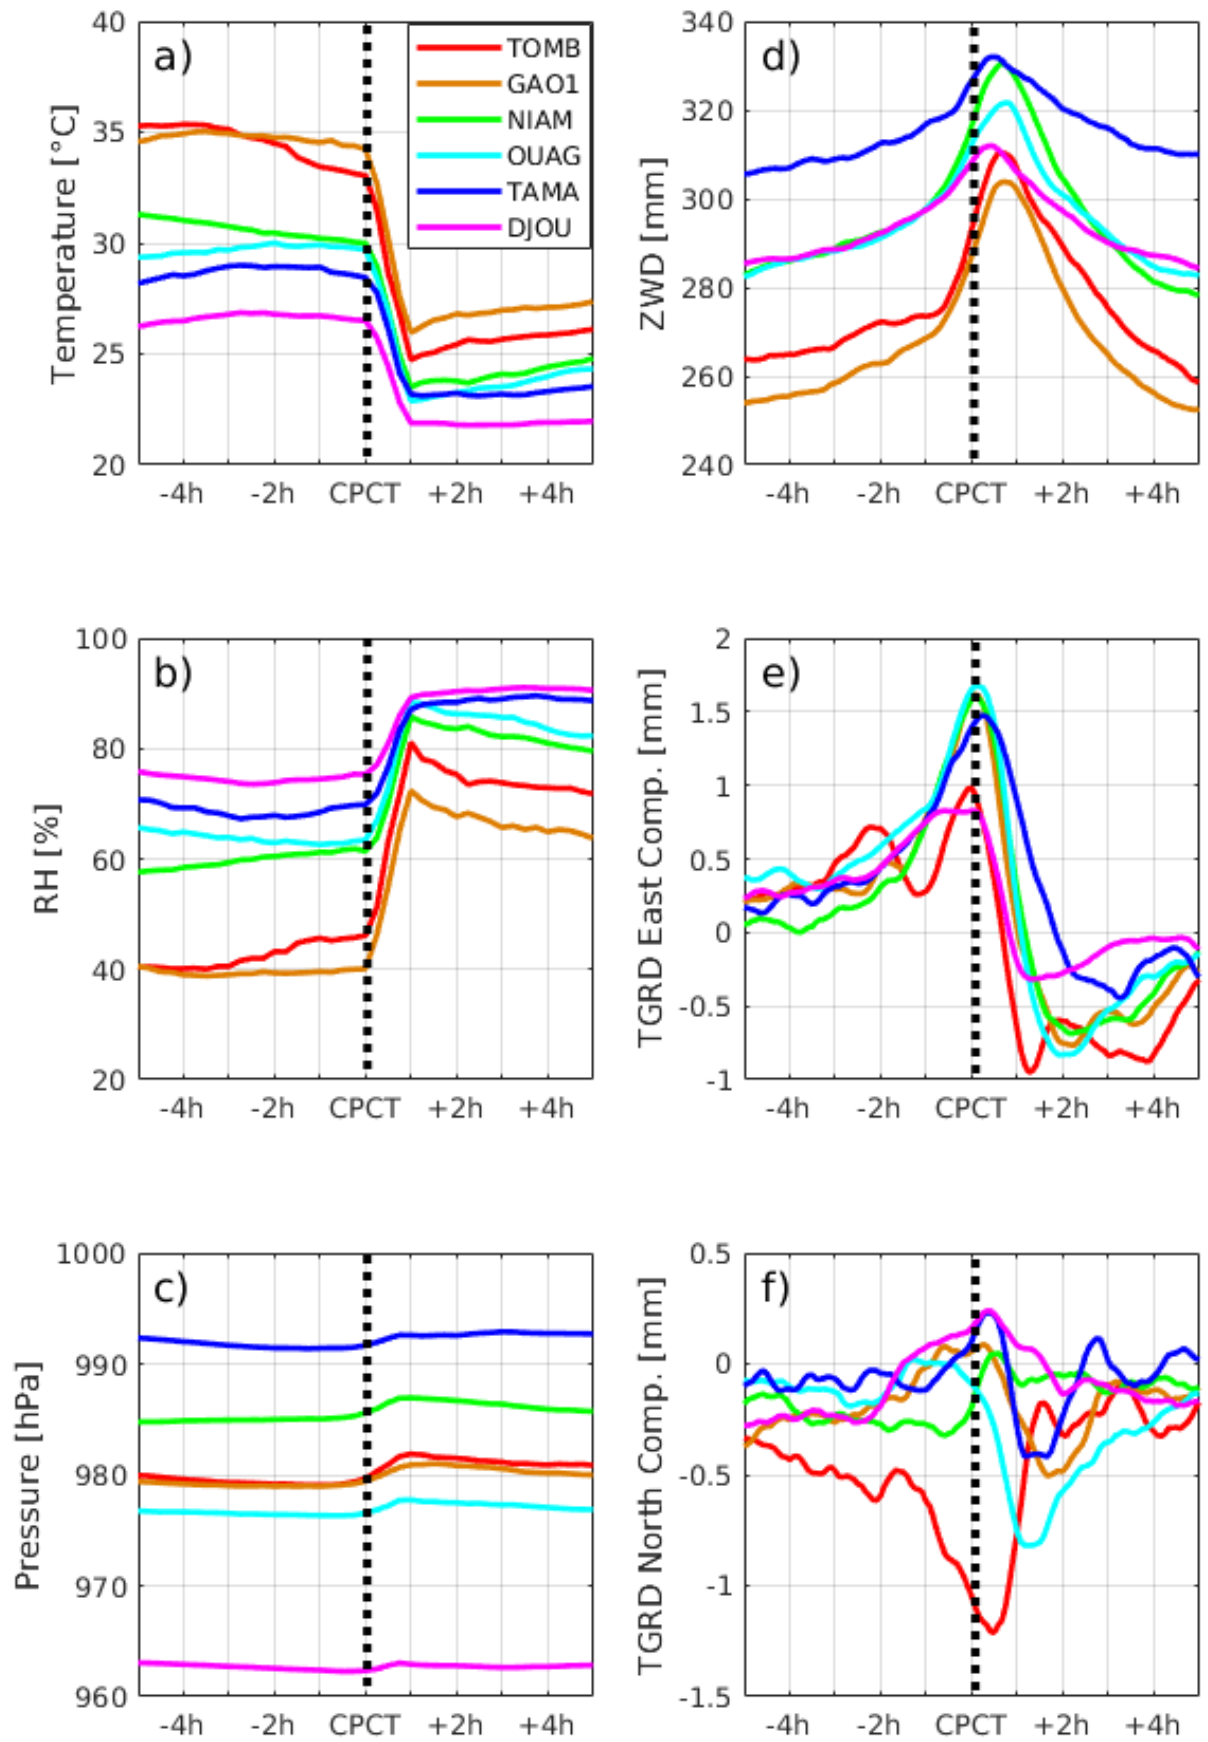 a)
Temperature [°C]
40
35
30
25
20
-4h -2h CPCT +2h +4h
TOMB
GAO1
NIAM
OUAG
TAMA
DJOU
d)
ZWD [mm]
340
320
300
280
260
240
-4h -2h CPCT +2h +4h
b)
RH [%]
100
80
60
40
20
-4h -2h CPCT +2h +4h
e)
TGRD East Comp. [mm]
2
1.5
1
0.5
0
-0.5
-1
-4h -2h CPCT +2h +4h
c)
Pressure [hPa]
1000
990
980
970
960
-4h -2h CPCT +2h +4h
f)
TGRD North Comp. [mm]
0.5
0
-0.5
-1
-1.5
-4h -2h CPCT +2h +4h